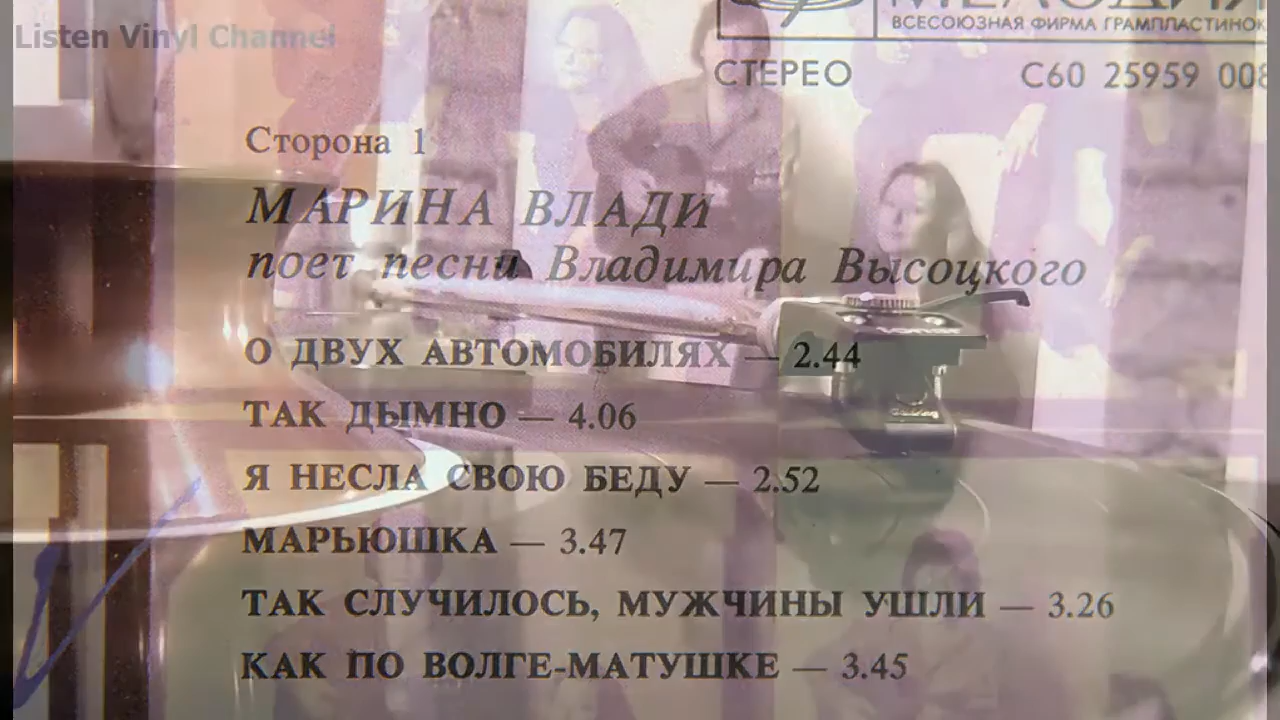 Listen Vinyl Channel
МЕЛОДИЯ
ВСЕСОЮЗНАЯ ФИРМА ГРАМПЛАСТИНОК
СТЕРЕО С60 25959 008
Сторона 1
МАРИНА ВЛАДИ
поет песни Владимира Высоцкого
О ДВУХ АВТОМОБИЛЯХ — 2.44
ТАК ДЫМНО — 4.06
Я НЕСЛА СВОЮ БЕДУ — 2.52
МАРЬЮШКА — 3.47
ТАК СЛУЧИЛОСЬ, МУЖЧИНЫ УШЛИ — 3.26
КАК ПО ВОЛГЕ-МАТУШКЕ — 3.45